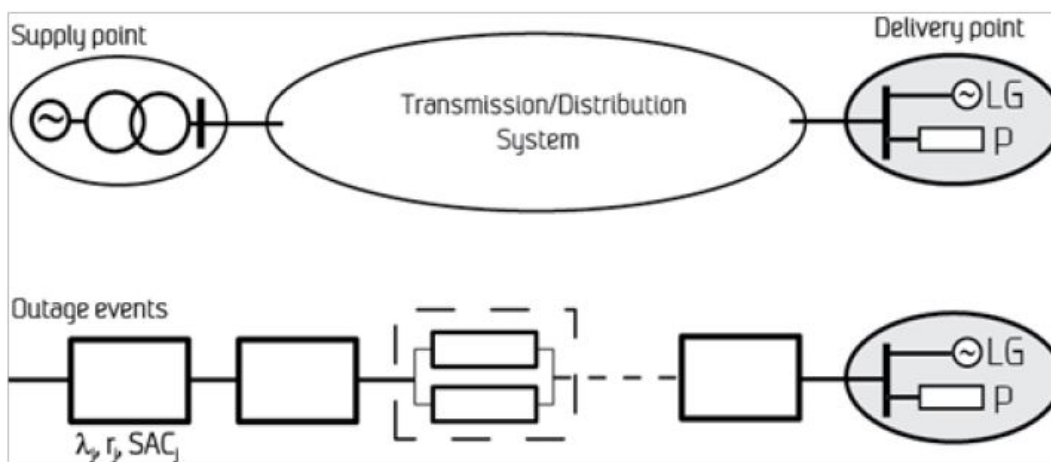 Supply point
Delivery point
Transmission/Distribution
System
~
~ LG
P
Outage events
~ LG
P
λj, rj, SACj